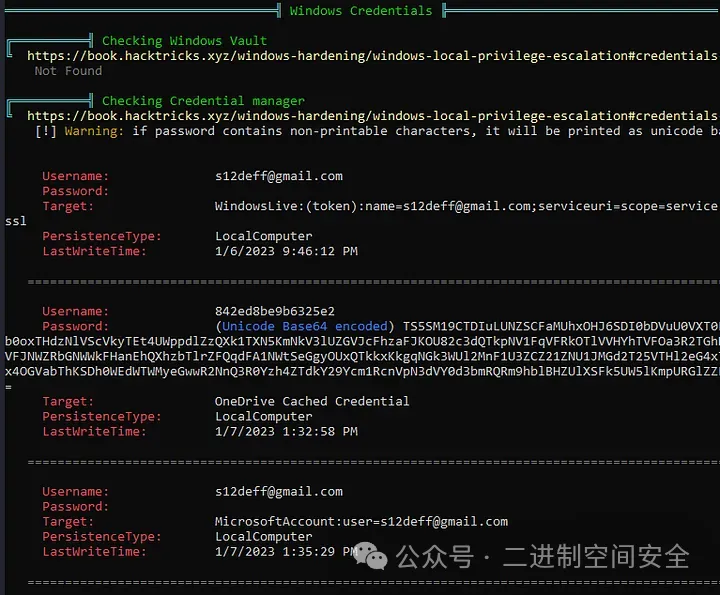 Windows Credentials
Checking Windows Vault
https://book.hacktricks.xyz/windows-hardening/windows-local-privilege-escalation#credentials
Not Found
Checking Credential manager
https://book.hacktricks.xyz/windows-hardening/windows-local-privilege-escalation#credentials
[!] Warning: if password contains non-printable characters, it will be printed as unicode ba
Username: s12deff@gmail.com
Password:
Target: WindowsLive:(token):name=s12deff@gmail.com;serviceuri=scope=service
ssl
PersistenceType: LocalComputer
LastWriteTime: 1/6/2023 9:46:12 PM
Username: 842ed8be9b6325e2
Password: (Unicode Base64 encoded)
=
Target: OneDrive Cached Credential
PersistenceType: LocalComputer
LastWriteTime: 1/7/2023 1:32:58 PM
Username: s12deff@gmail.com
Password:
Target: MicrosoftAccount:user=s12deff@gmail.com
PersistenceType: LocalComputer
LastWriteTime: 1/7/2023 1:35:29 PM
公众号 · 二进制空间安全